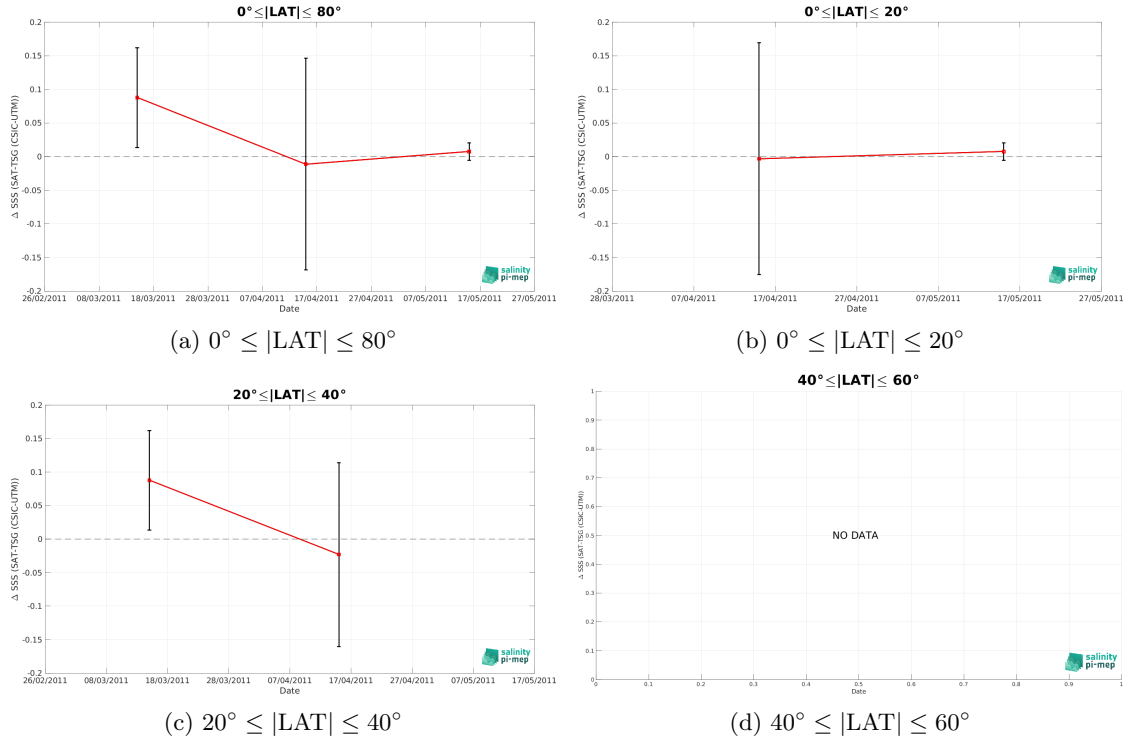 0°≤|LAT|≤ 80°
Δ SSS (SAT-TSG (CSIC-UTM))
0.2
0.15
0.1
0.05
0
-0.05
-0.1
-0.15
-0.2
26/02/2011 08/03/2011 18/03/2011 28/03/2011 07/04/2011 17/04/2011 27/04/2011 07/05/2011 17/05/2011 27/05/2011
Date
salinity
pi-mep
(a) 0° ≤ |LAT| ≤ 80°
0°≤|LAT|≤ 20°
Δ SSS (SAT-TSG (CSIC-UTM))
0.2
0.15
0.1
0.05
0
-0.05
-0.1
-0.15
-0.2
28/03/2011 07/04/2011 17/04/2011 27/04/2011 07/05/2011 17/05/2011 27/05/2011
Date
salinity
pi-mep
(b) 0° ≤ |LAT| ≤ 20°
20°≤|LAT|≤ 40°
Δ SSS (SAT-TSG (CSIC-UTM))
0.2
0.15
0.1
0.05
0
-0.05
-0.1
-0.15
-0.2
26/02/2011 08/03/2011 18/03/2011 28/03/2011 07/04/2011 17/04/2011 27/04/2011 07/05/2011 17/05/2011
Date
salinity
pi-mep
(c) 20° ≤ |LAT| ≤ 40°
40°≤|LAT|≤ 60°
Δ SSS (SAT-TSG (CSIC-UTM))
1
0.9
0.8
0.7
0.6
0.5
0.4
0.3
0.2
0.1
0
NO DATA
0 0.1 0.2 0.3 0.4 0.5 0.6 0.7 0.8 0.9 1
Date
salinity
pi-mep
(d) 40° ≤ |LAT| ≤ 60°